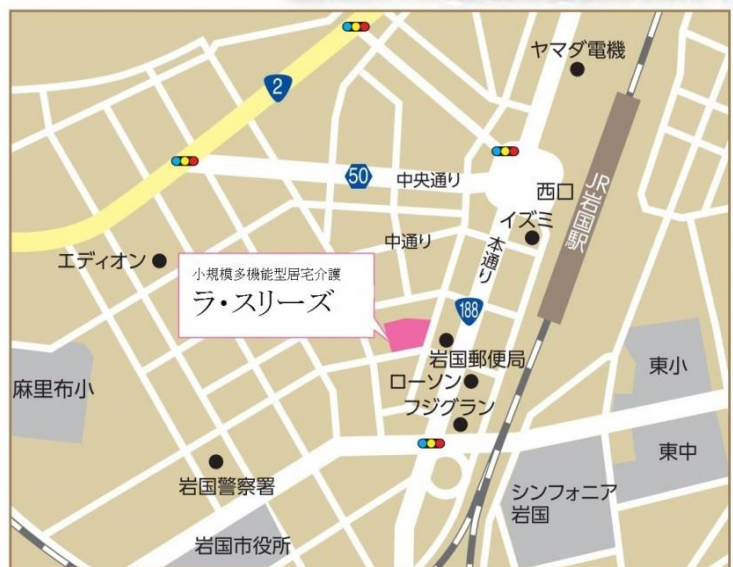 ヤマダ電機
2
50
中央通り
西口
JR岩国駅
イズミ
中通り
本通り
エディオン
小規模多機能型居宅介護
ラ・スリーズ
188
岩国郵便局
ローソン
フジグラン
東小
麻里布小
東中
岩国警察署
シンフォニア
岩国
岩国市役所